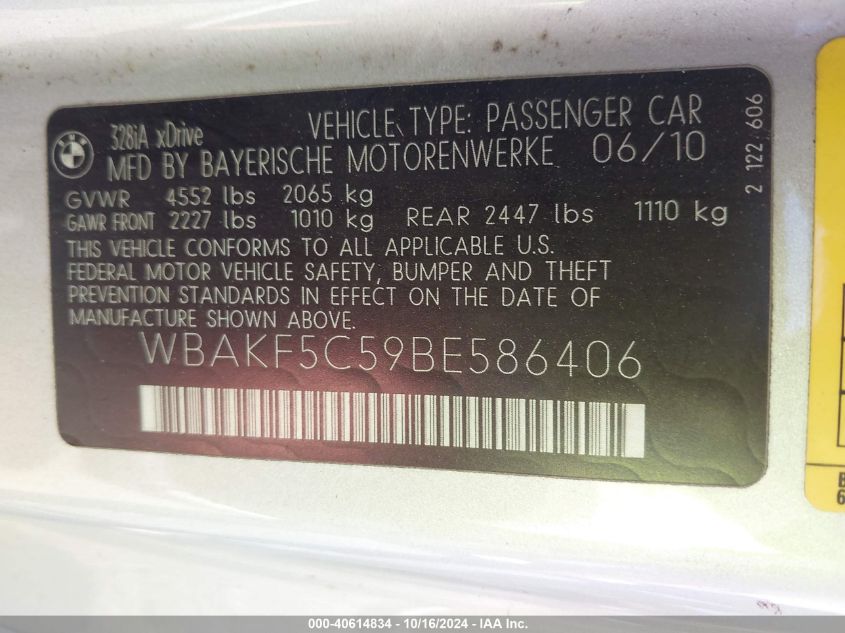 BMW
328iA xDrive VEHICLE TYPE: PASSENGER CAR
MFD BY BAYERISCHE MOTORENWERKE 06/10
GVWR 4552 lbs 2065 kg
GAWR FRONT 2227 lbs 1010 kg REAR 2447 lbs 1110 kg
THIS VEHICLE CONFORMS TO ALL APPLICABLE U.S.
FEDERAL MOTOR VEHICLE SAFETY, BUMPER AND THEFT
PREVENTION STANDARDS IN EFFECT ON THE DATE OF
MANUFACTURE SHOWN ABOVE.
WBAKF5C59BE586406
2 122 606
000-40614834 - 10/16/2024 - IAA, Inc.